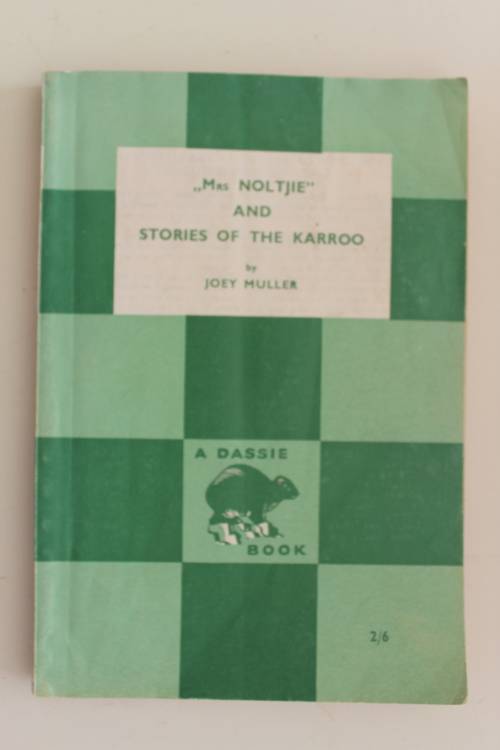 „Mrs NOLTJIE”
AND
STORIES OF THE KARROO
by
JOEY MULLER
A DASSIE
BOOK
2/6